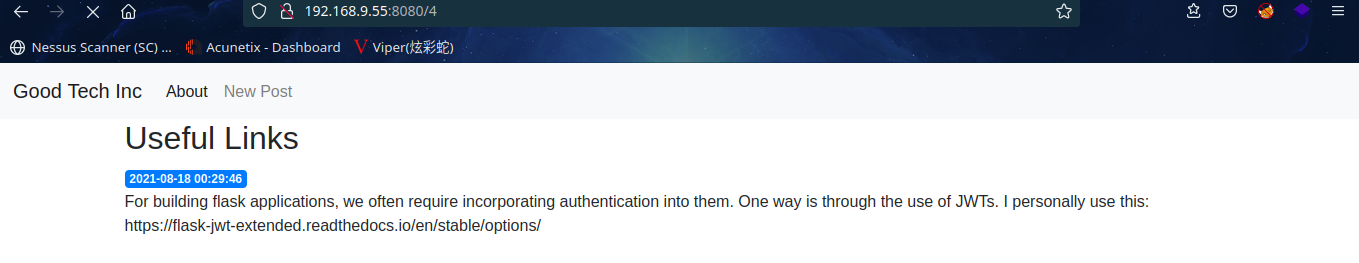 192.168.9.55:8080/4
Nessus Scanner (SC) ... Acunetix - Dashboard Viper(炫彩蛇)
Good Tech Inc About New Post
Useful Links
2021-08-18 00:29:46
For building flask applications, we often require incorporating authentication into them. One way is through the use of JWTs. I personally use this:
https://flask-jwt-extended.readthedocs.io/en/stable/options/